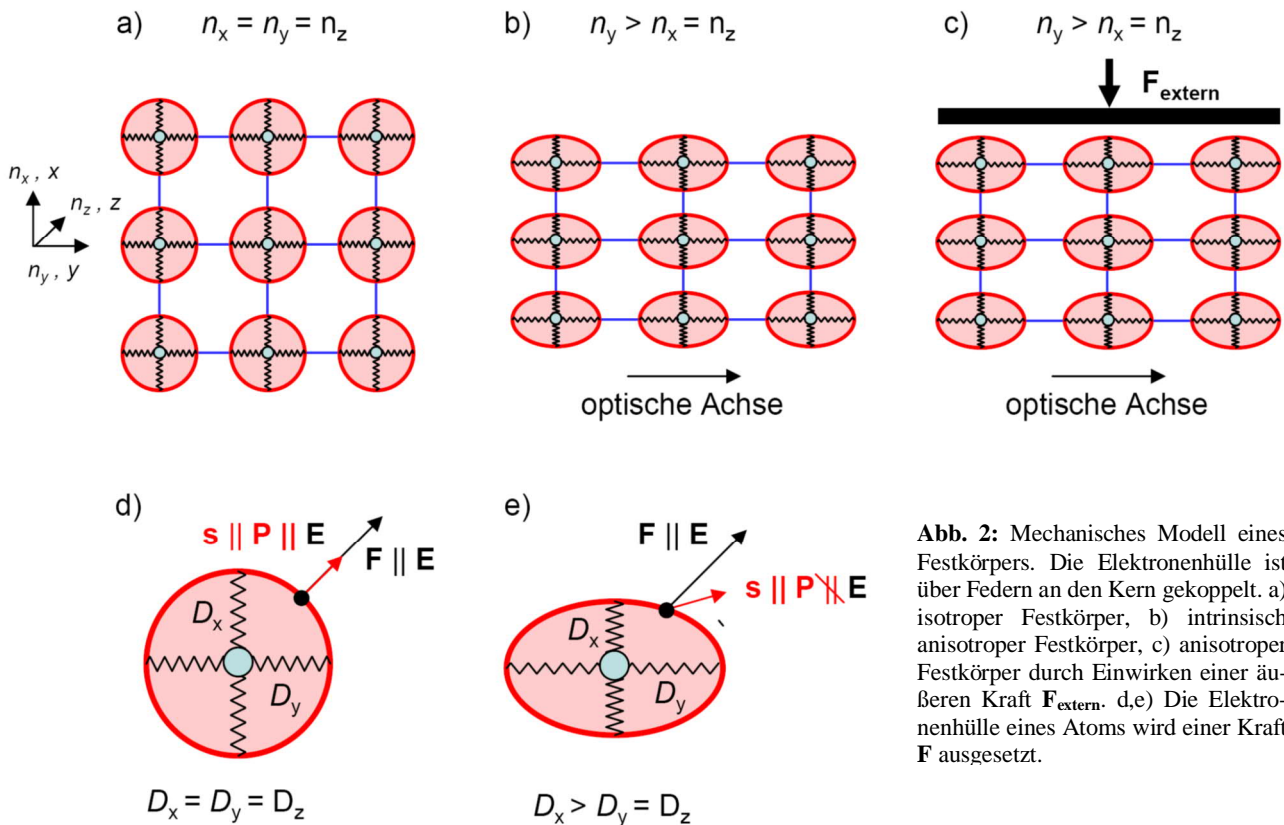 a) n_x = n_y = n_z
b) n_y > n_x = n_z
c) n_y > n_x = n_z
F_extern
n_x , x
n_z , z
n_y , y
optische Achse
optische Achse
d)
s || P || E
F || E
D_x
D_y
D_x = D_y = D_z
e)
F || E
s || P ∦ E
D_x
D_y
D_x > D_y = D_z
Abb. 2: Mechanisches Modell eines
Festkörpers. Die Elektronenhülle ist
über Federn an den Kern gekoppelt. a)
isotroper Festkörper, b) intrinsisch
anisotroper Festkörper, c) anisotroper
Festkörper durch Einwirken einer äu-
ßeren Kraft F_extern. d,e) Die Elektro-
nenhülle eines Atoms wird einer Kraft
F ausgesetzt.